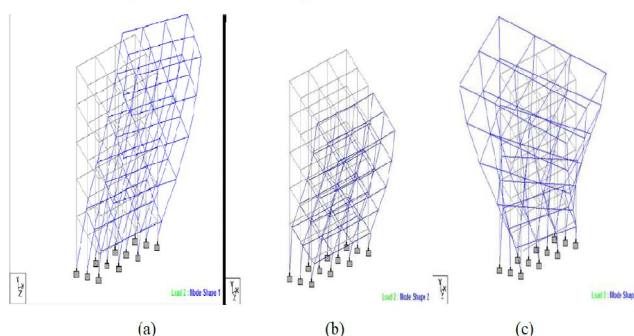 Y
X
Z
Load 2 : Mode Shape 1
Y
X
Z
Load 2 : Mode Shape 2
Y
Z
Load 3 : Mode Shap
(a)
(b)
(c)